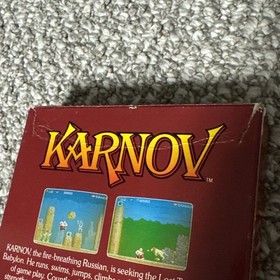 KARNOV
™
KARNOV, the fire-breathing Russian, is seeking the Lost
Babylon. He runs, swims, jumps, climbs
of game play.